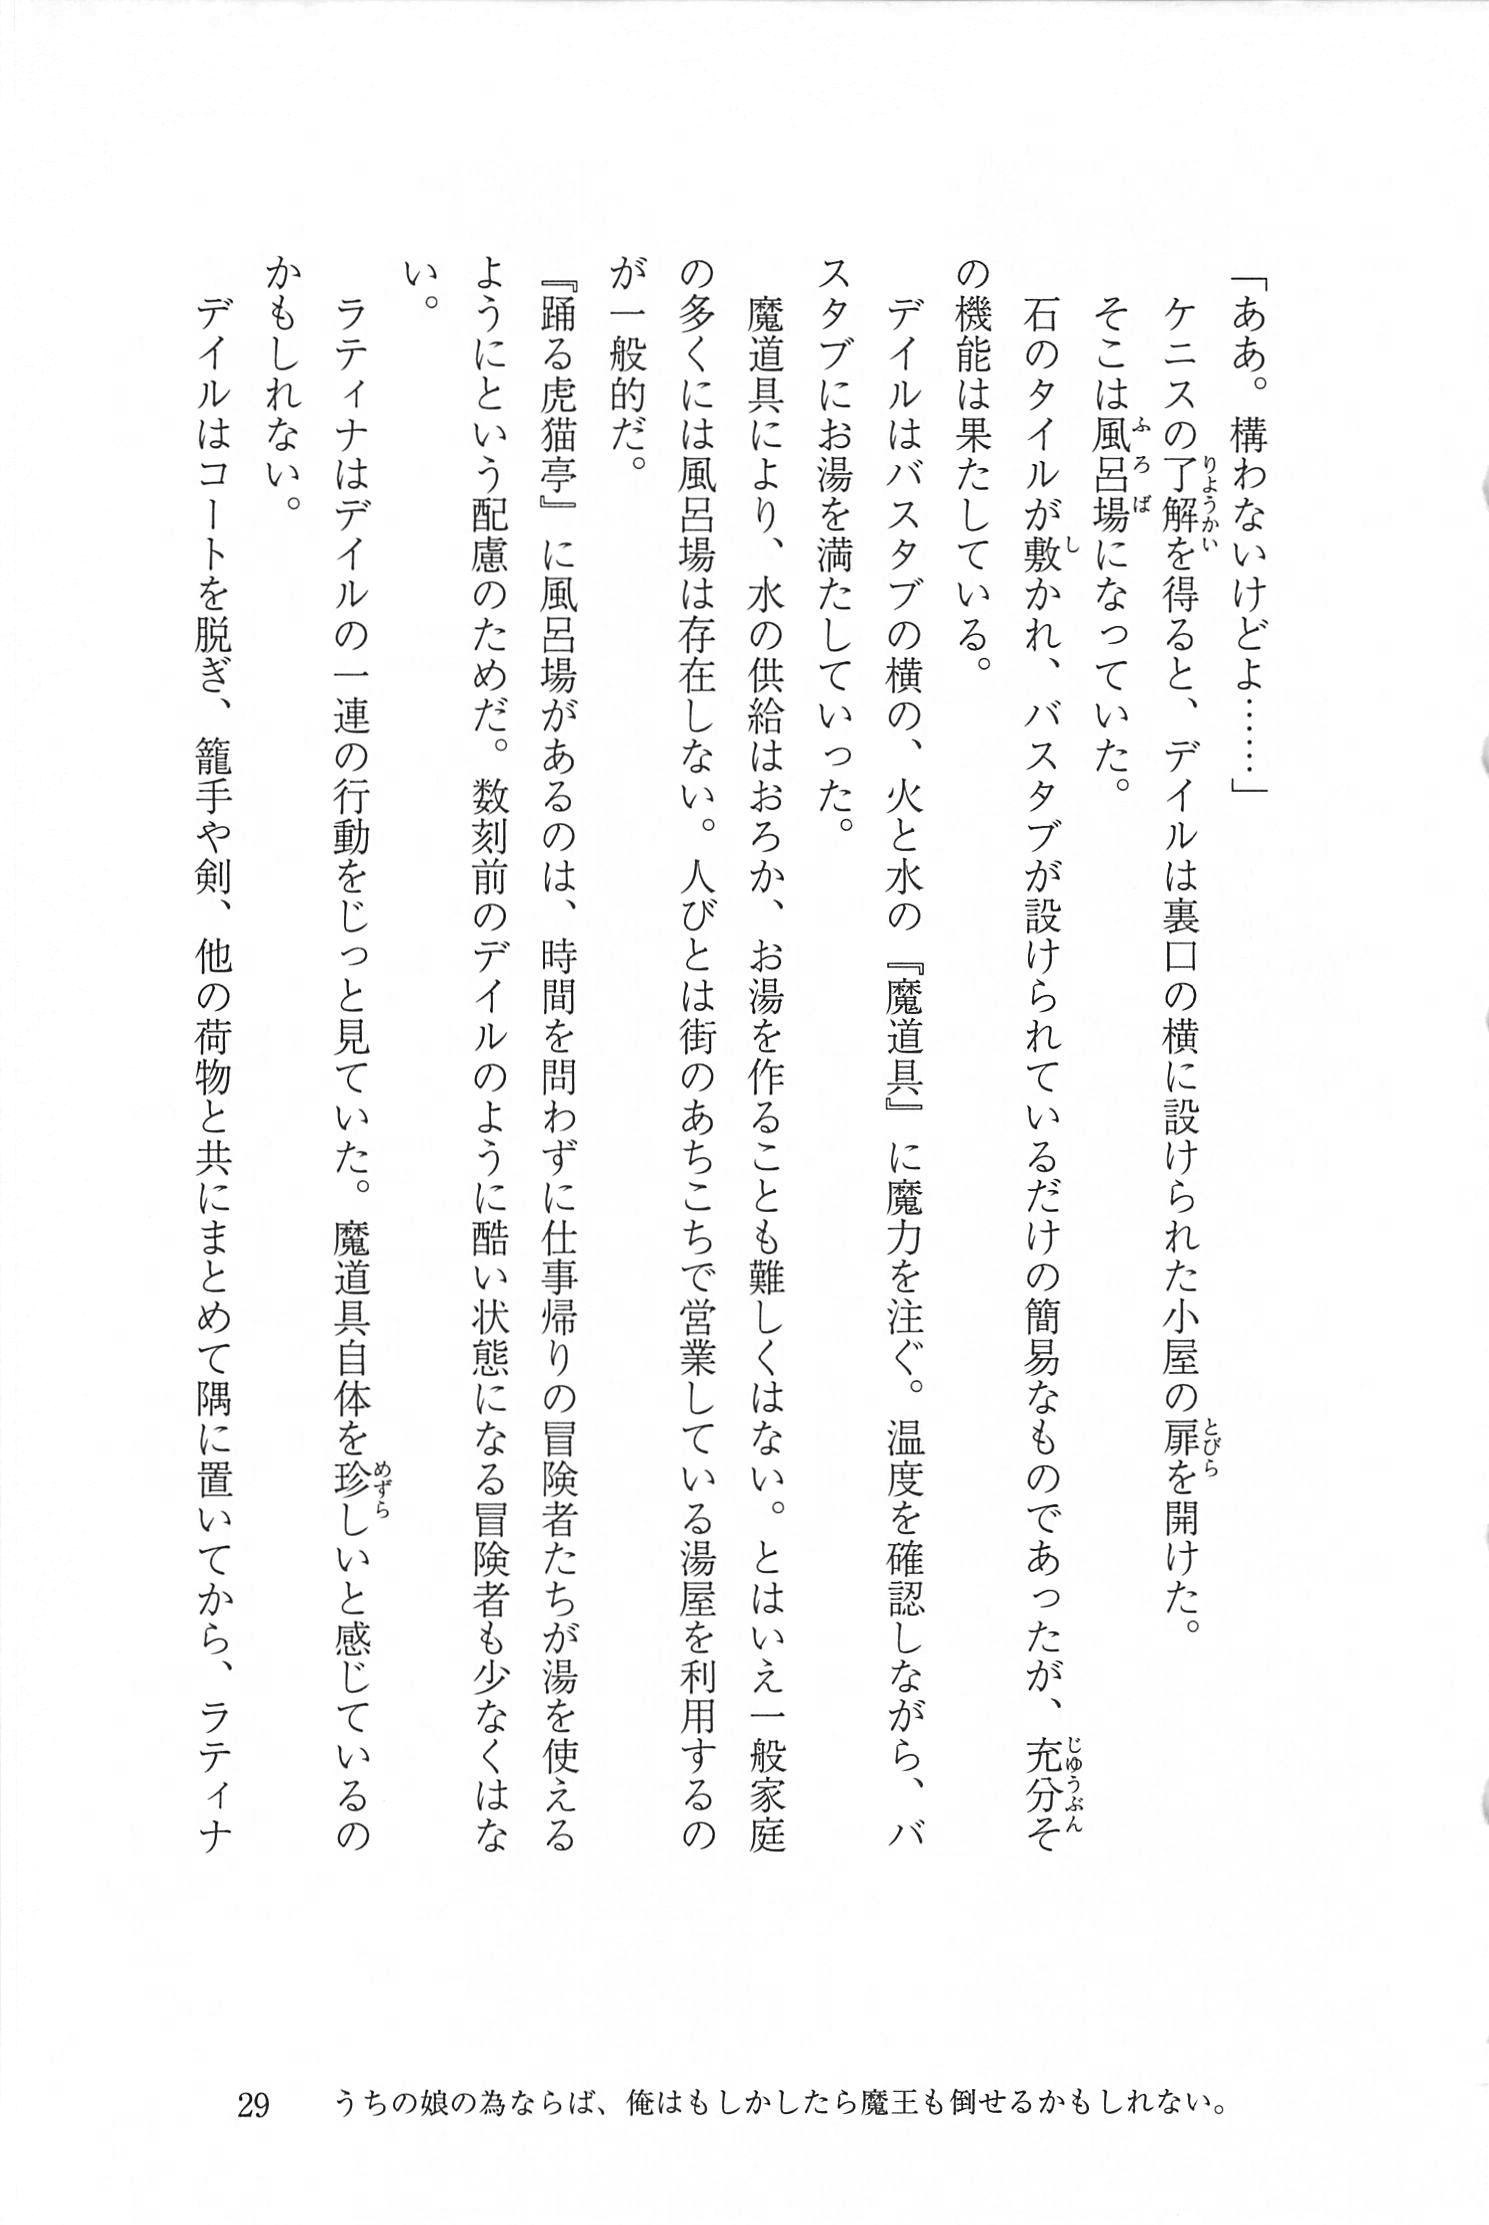 「ああ。構わないけどよ……」
ケニスの了解を得ると、デイルは裏口の横に設けられた小屋の扉を開けた。
そこは風呂場になっていた。
石のタイルが敷かれ、バスタブが設けられているだけの簡易なものであったが、充分そ
の機能は果たしている。
デイルはバスタブの横の、火と水の『魔道具』に魔力を注ぐ。温度を確認しながら、バ
スタブにお湯を満たしていった。
魔道具により、水の供給はおろか、お湯を作ることも難しくはない。とはいえ一般家庭
の多くには風呂場は存在しない。人びとは街のあちこちで営業している湯屋を利用するの
が一般的だ。
『踊る虎猫亭』に風呂場があるのは、時間を問わずに仕事帰りの冒険者たちが湯を使える
ようにという配慮のためだ。数刻前のデイルのように酷い状態になる冒険者も少なくはな
い。
ラティナはデイルの一連の行動をじっと見ていた。魔道具自体を珍しいと感じているの
かもしれない。
デイルはコートを脱ぎ、籠手や剣、他の荷物と共にまとめて隅に置いてから、ラティナ
29 うちの娘の為ならば、俺はもしかしたら魔王も倒せるかもしれない。